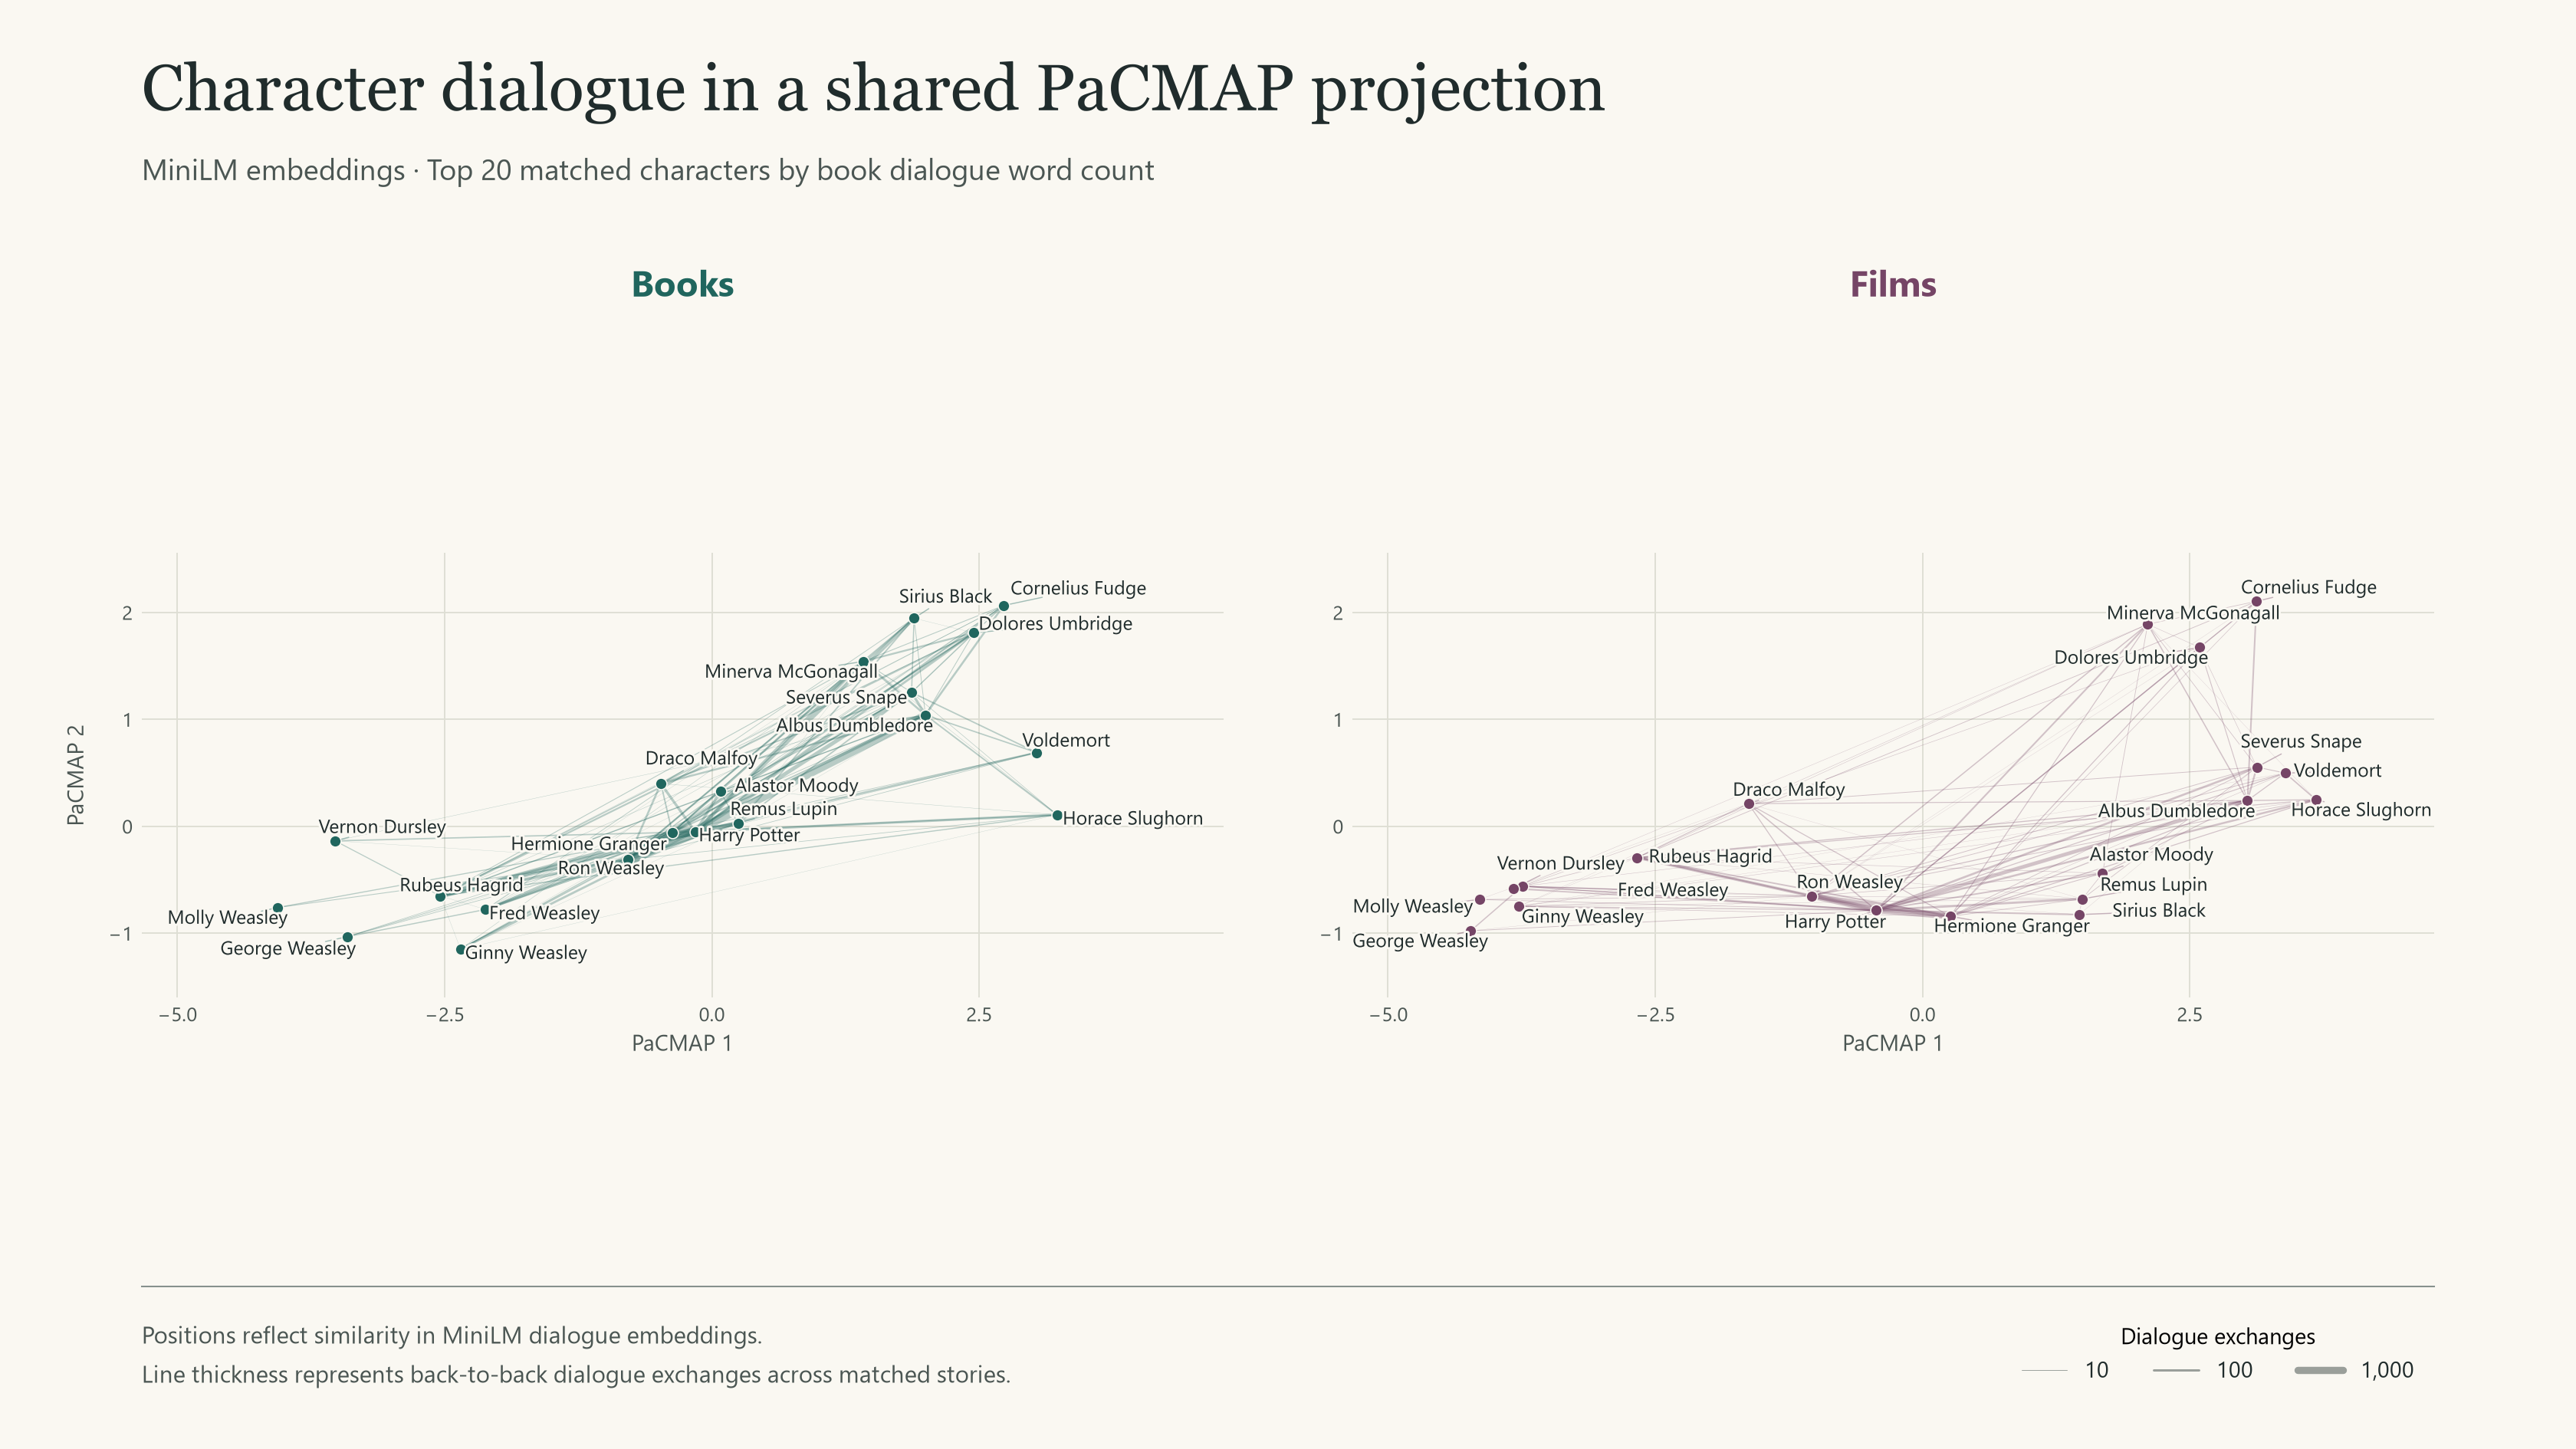 Character dialogue in a shared PaCMAP projection
MiniLM embeddings · Top 20 matched characters by book dialogue word count
Books
PaCMAP 2
2
1
0
−1
Sirius Black
Cornelius Fudge
Dolores Umbridge
Minerva McGonagall
Severus Snape
Albus Dumbledore
Voldemort
Draco Malfoy
Alastor Moody
Remus Lupin
Horace Slughorn
Vernon Dursley
Harry Potter
Hermione Granger
Ron Weasley
Rubeus Hagrid
Molly Weasley
Fred Weasley
George Weasley
Ginny Weasley
−5.0
−2.5
0.0
2.5
PaCMAP 1
Films
2
1
0
−1
Cornelius Fudge
Minerva McGonagall
Dolores Umbridge
Severus Snape
Voldemort
Draco Malfoy
Albus Dumbledore
Horace Slughorn
Alastor Moody
Vernon Dursley
Rubeus Hagrid
Ron Weasley
Remus Lupin
Fred Weasley
Molly Weasley
Ginny Weasley
Sirius Black
Harry Potter
Hermione Granger
George Weasley
−5.0
−2.5
0.0
2.5
PaCMAP 1
Positions reflect similarity in MiniLM dialogue embeddings.
Line thickness represents back-to-back dialogue exchanges across matched stories.
Dialogue exchanges
10
100
1,000